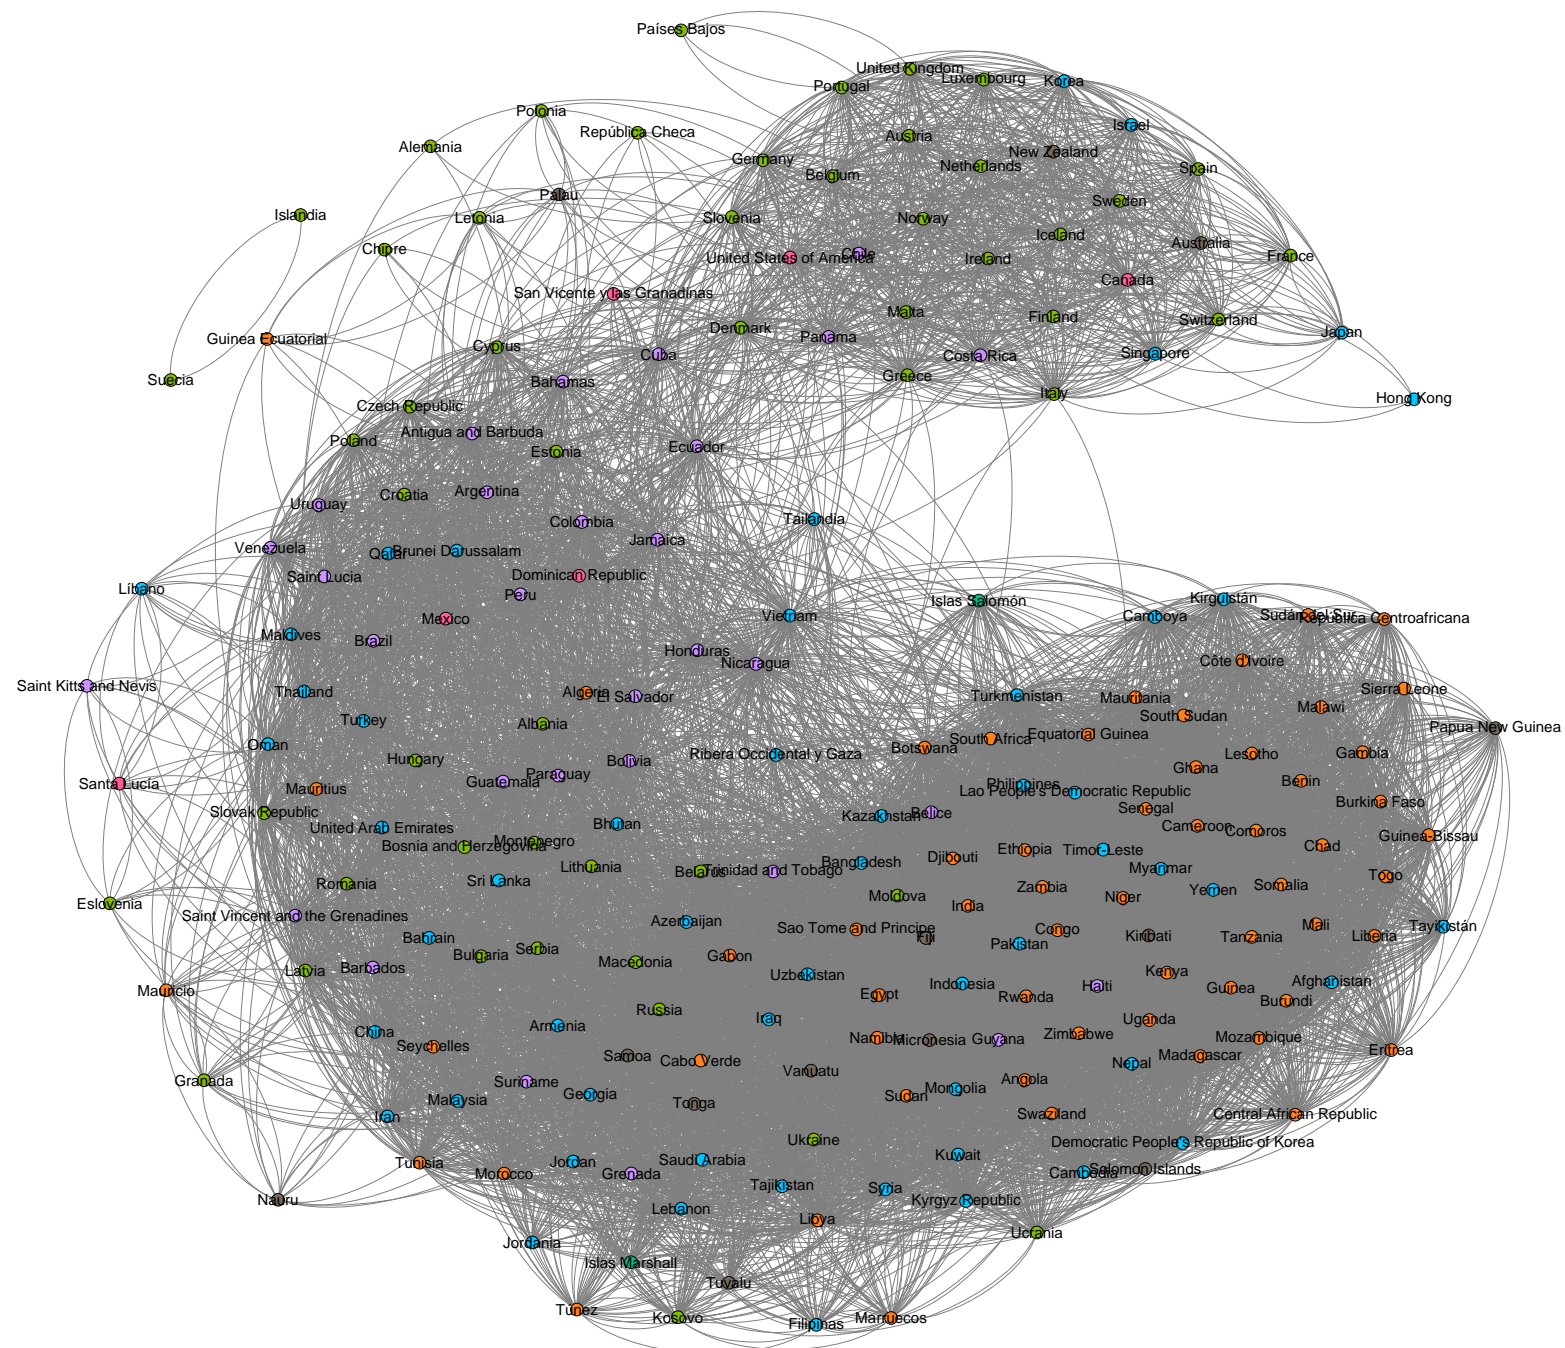 Países Bajos
United Kingdom
Luxembourg
Korea
Portugal
Polonia
República Checa
Israel
Austria
Alemania
New Zealand
Germany
Netherlands
Spain
Belgium
Palau
Sweden
Islandia
Letonia
Slovenia
Norway
Iceland
Australia
Chipre
United States of America
Chile
Ireland
France
Canada
San Vicente y las Granadinas
Malta
Finland
Switzerland
Denmark
Panama
Japan
Guinea Ecuatorial
Cyprus
Cuba
Costa Rica
Singapore
Greece
Suecia
Bahamas
Italy
Hong Kong
Czech Republic
Antigua and Barbuda
Poland
Estonia
Ecuador
Croatia
Argentina
Uruguay
Colombia
Tailandia
Jamaica
Venezuela
Qatar
Brunei Darussalam
Saint Lucia
Dominican Republic
Líbano
Peru
Islas Salomón
Kirguistán
Mexico
Vietnam
Camboya
Sudán del Sur
República Centroafricana
Maldives
Brazil
Honduras
Nicaragua
Côte d'Ivoire
Saint Kitts and Nevis
Thailand
Algeria
El Salvador
Turkmenistan
Mauritania
Sierra Leone
Malawi
Turkey
Albania
South Sudan
Papua New Guinea
Oman
Botswana
South Africa
Equatorial Guinea
Hungary
Bolivia
Ribera Occidental y Gaza
Lesotho
Gambia
Ghana
Santa Lucía
Mauritius
Guatemala
Paraguay
Philippines
Lao People's Democratic Republic
Benin
Slovak Republic
Kazakhstan
Belice
Senegal
Burkina Faso
United Arab Emirates
Bhutan
Cameroon
Comoros
Guinea-Bissau
Bosnia and Herzegovina
Montenegro
Ethiopia
Timor-Leste
Chad
Lithuania
Belarus
Trinidad and Tobago
Bangladesh
Djibouti
Myanmar
Romania
Sri Lanka
Moldova
Zambia
Niger
Yemen
Somalia
Togo
Eslovenia
India
Saint Vincent and the Grenadines
Azerbaijan
Sao Tome and Principe
Fiji
Congo
Mali
Tayikistán
Bahrain
Pakistan
Kiribati
Tanzania
Liberia
Bulgaria
Serbia
Macedonia
Gabon
Latvia
Barbados
Uzbekistan
Indonesia
Haiti
Kenya
Guinea
Afghanistan
Mauricio
Egypt
Rwanda
Burundi
Russia
Iraq
Uganda
China
Armenia
Namibia
Micronesia
Guyana
Zimbabwe
Mozambique
Seychelles
Samoa
Cabo Verde
Madagascar
Eritrea
Granada
Vanuatu
Nepal
Suriname
Georgia
Mongolia
Angola
Malaysia
Tonga
Sudan
Iran
Swaziland
Central African Republic
Ukraine
Democratic People's Republic of Korea
Tunisia
Morocco
Jordan
Saudi Arabia
Kuwait
Cambodia
Solomon Islands
Grenada
Tajikistan
Syria
Nauru
Lebanon
Kyrgyz Republic
Libya
Ucrania
Jordania
Islas Marshall
Tuvalu
Túnez
Kosovo
Filipinas
Marruecos